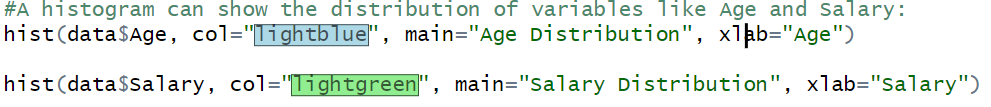 #A histogram can show the distribution of variables like Age and Salary:
hist(data$Age, col="lightblue", main="Age Distribution", xlab="Age")
hist(data$Salary, col="lightgreen", main="Salary Distribution", xlab="Salary")